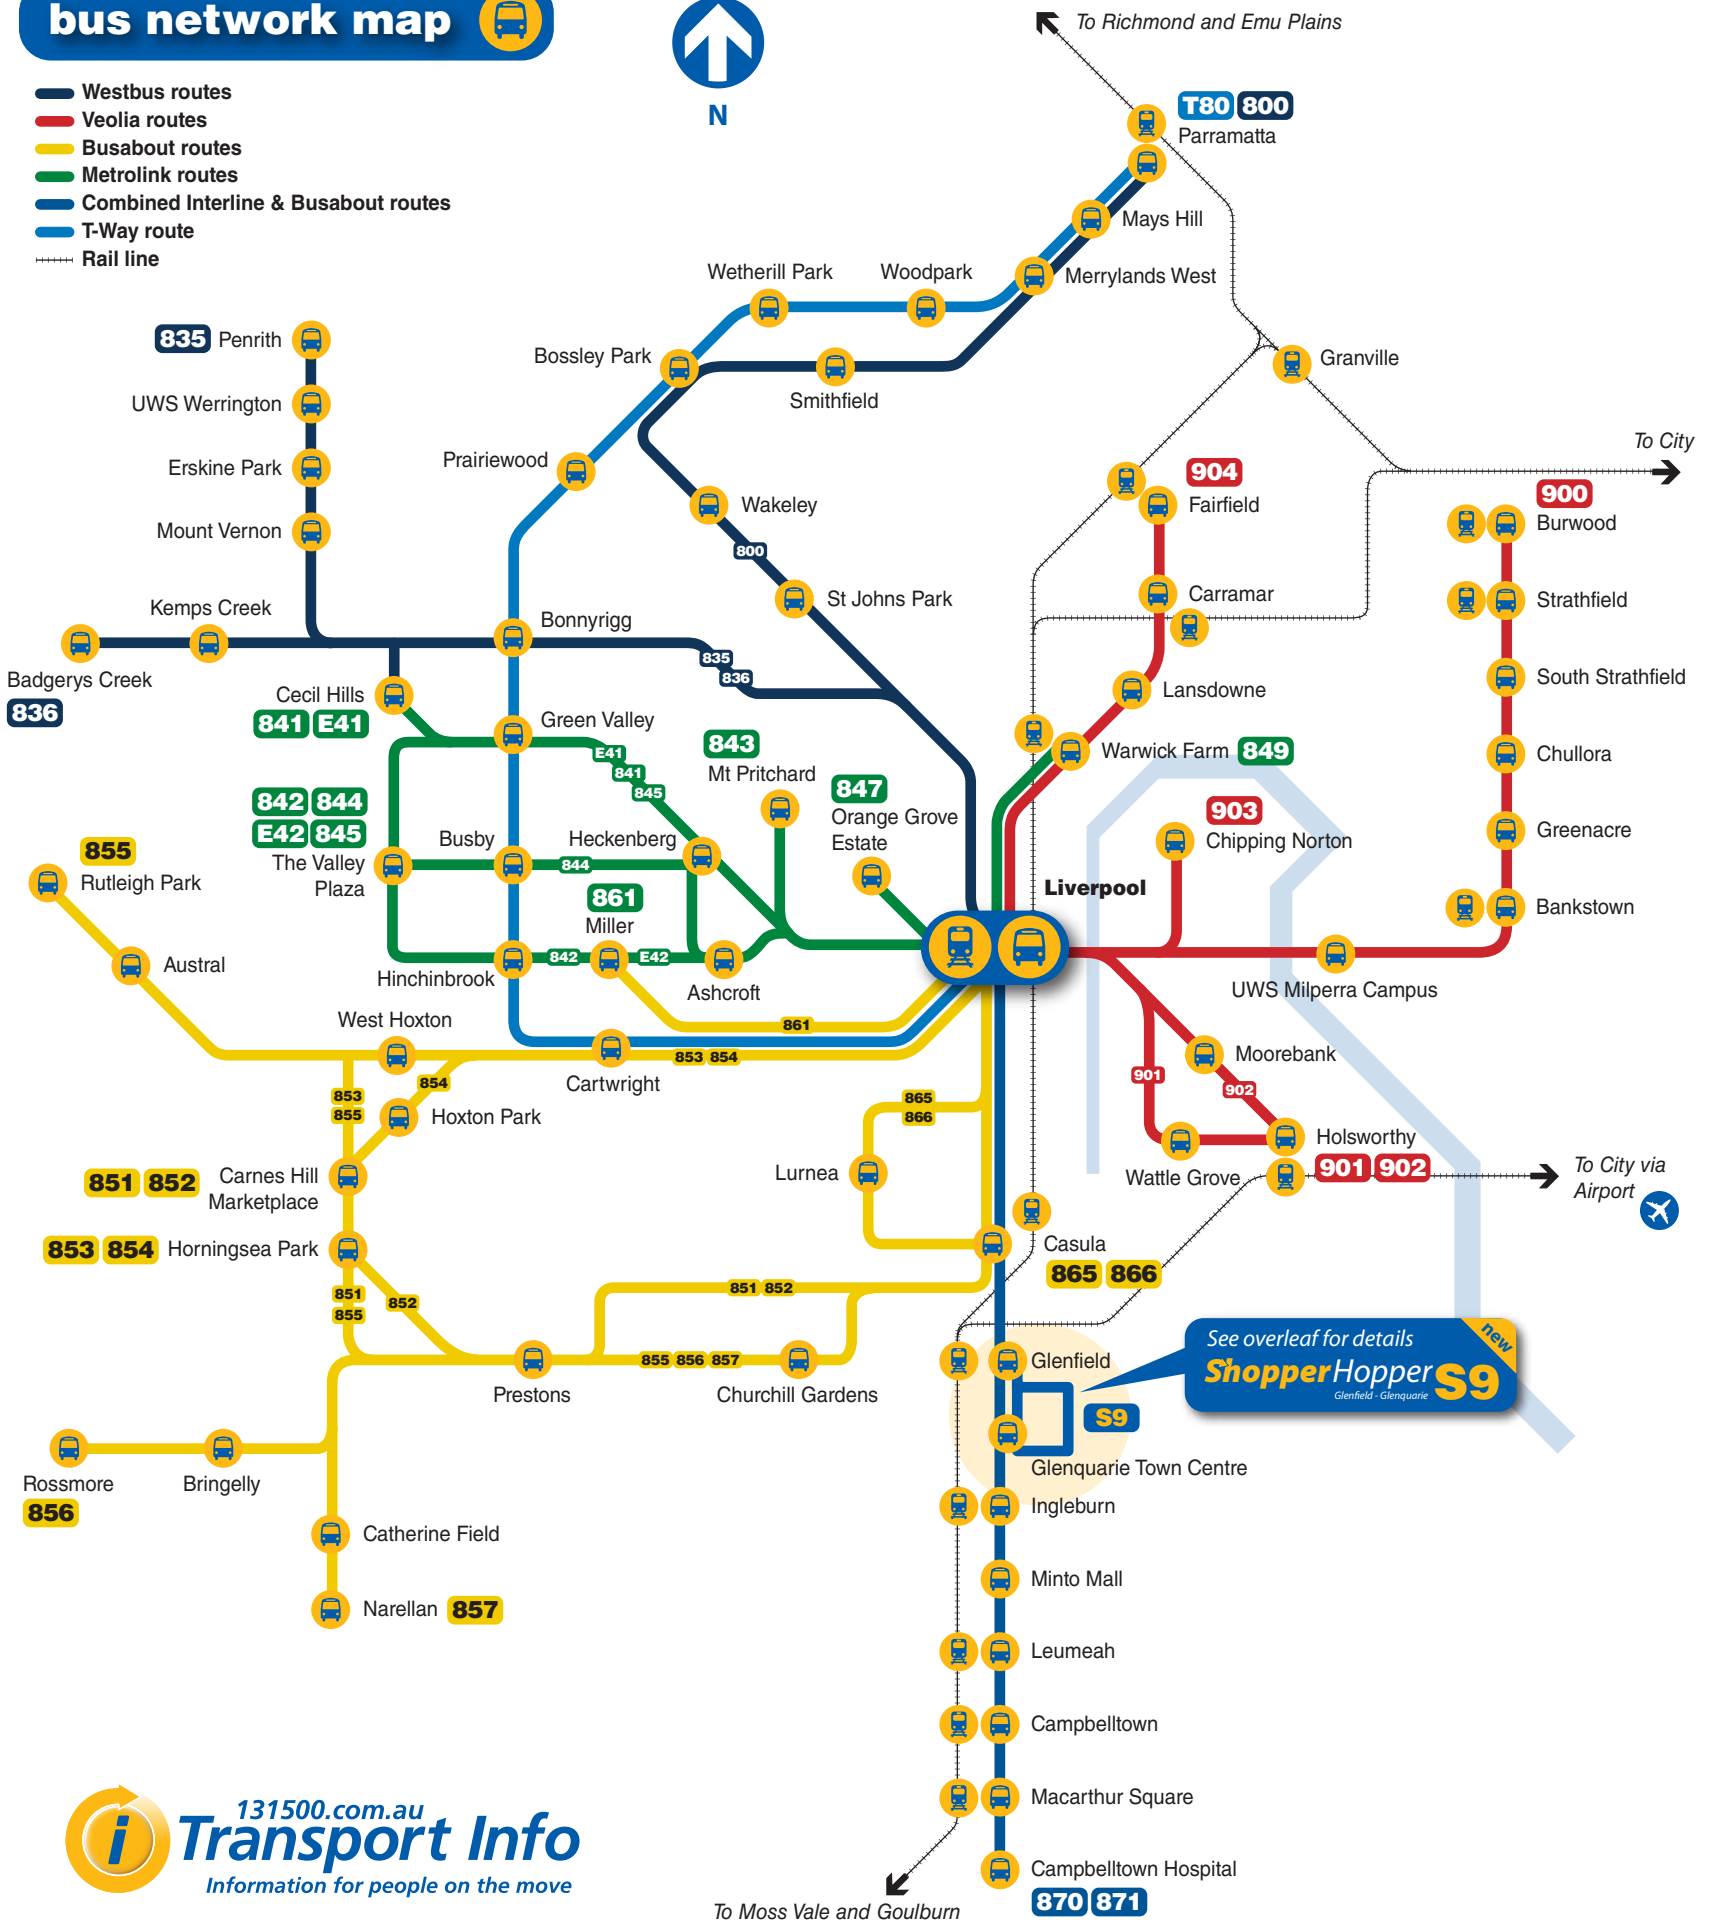 bus network map
N
Westbus routes
Veolia routes
Busabout routes
Metrolink routes
Combined Interline & Busabout routes
T-Way route
Rail line
To Richmond and Emu Plains
T80 800
Parramatta
Mays Hill
Merrylands West
Wetherill Park
Woodpark
Bossley Park
Smithfield
Granville
To City
835 Penrith
UWS Werrington
Erskine Park
Mount Vernon
Prairiewood
Wakeley
800
St Johns Park
904
Fairfield
Carramar
Lansdowne
Warwick Farm 849
900
Burwood
Strathfield
South Strathfield
Chullora
Greenacre
Bankstown
Kemps Creek
Badgerys Creek
836
Bonnyrigg
835
836
Cecil Hills
841 E41
Green Valley
E41
841
845
843
Mt Pritchard
847
Orange Grove
Estate
903
Chipping Norton
842 844
E42 845
The Valley
Plaza
Busby
844
Heckenberg
861
Miller
Hinchinbrook
842
E42
Ashcroft
Liverpool
UWS Milperra Campus
855
Rutleigh Park
Austral
West Hoxton
861
853 854
Cartwright
853
855
854
Hoxton Park
851 852
Carnes Hill
Marketplace
853 854
Horningsea Park
851
855
852
865
866
Lurnea
901
902
Moorebank
Wattle Grove
Holsworthy
901 902
To City via
Airport
Casula
865 866
851 852
855 856 857
Prestons
Churchill Gardens
Rossmore
856
Bringelly
Catherine Field
Narellan 857
Glenfield
S9
Glenquarie Town Centre
See overleaf for details
ShopperHopper S9
Glenfield - Glenquarie
new
Ingleburn
Minto Mall
Leumeah
Campbelltown
Macarthur Square
Campbelltown Hospital
870 871
To Moss Vale and Goulburn
i
131500.com.au
Transport Info
Information for people on the move